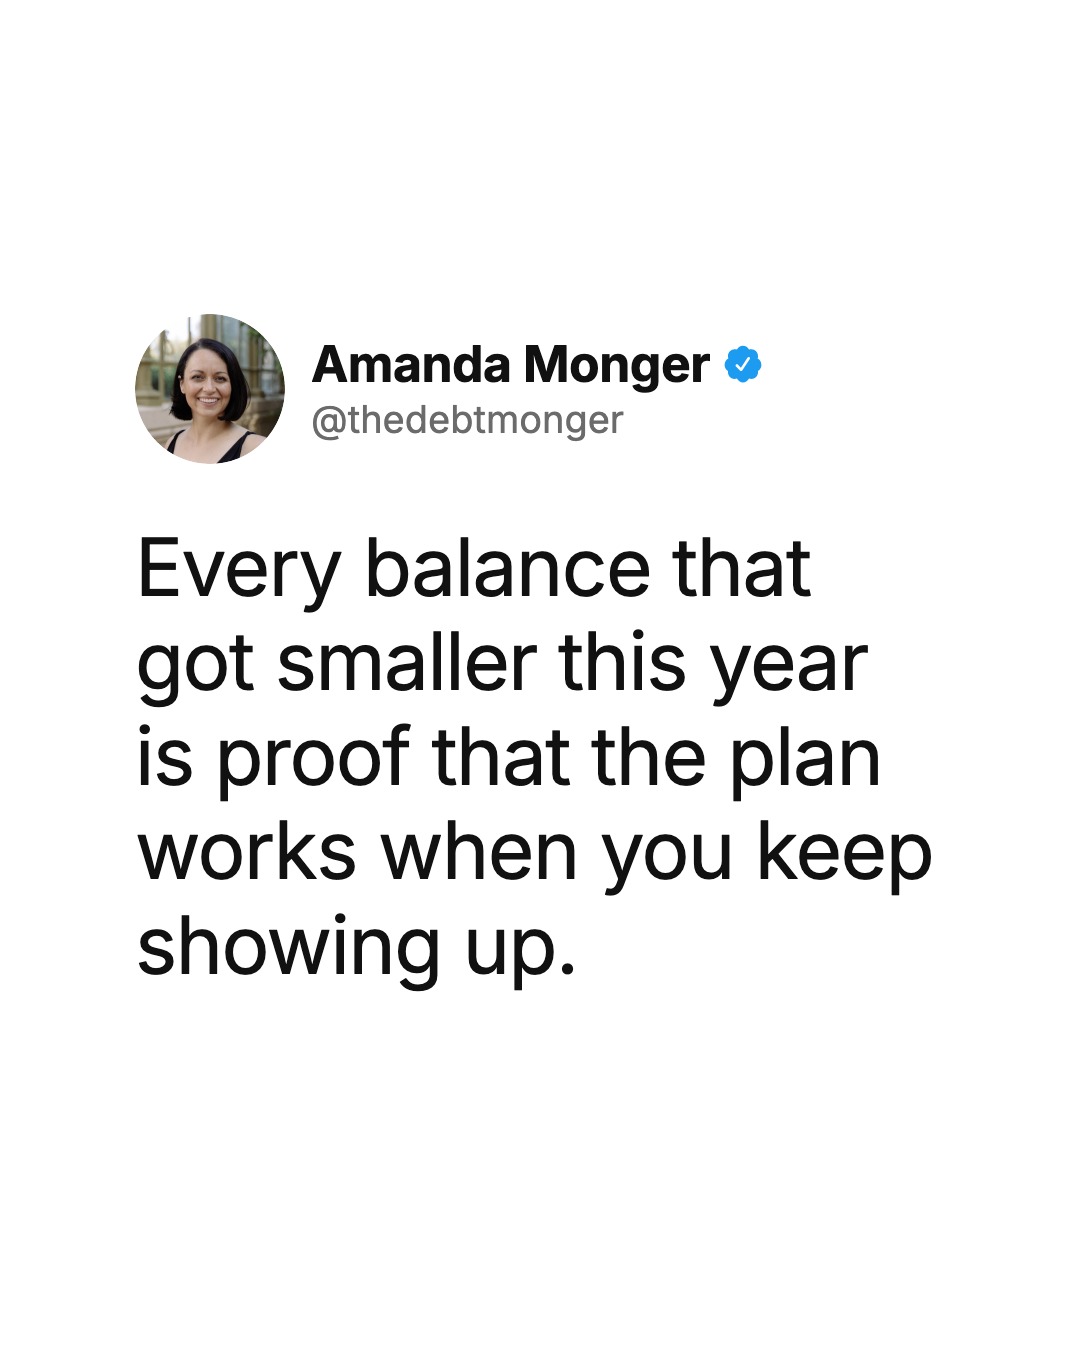 Amanda Monger
@thedebtmonger
Every balance that
got smaller this year
is proof that the plan
works when you keep
showing up.